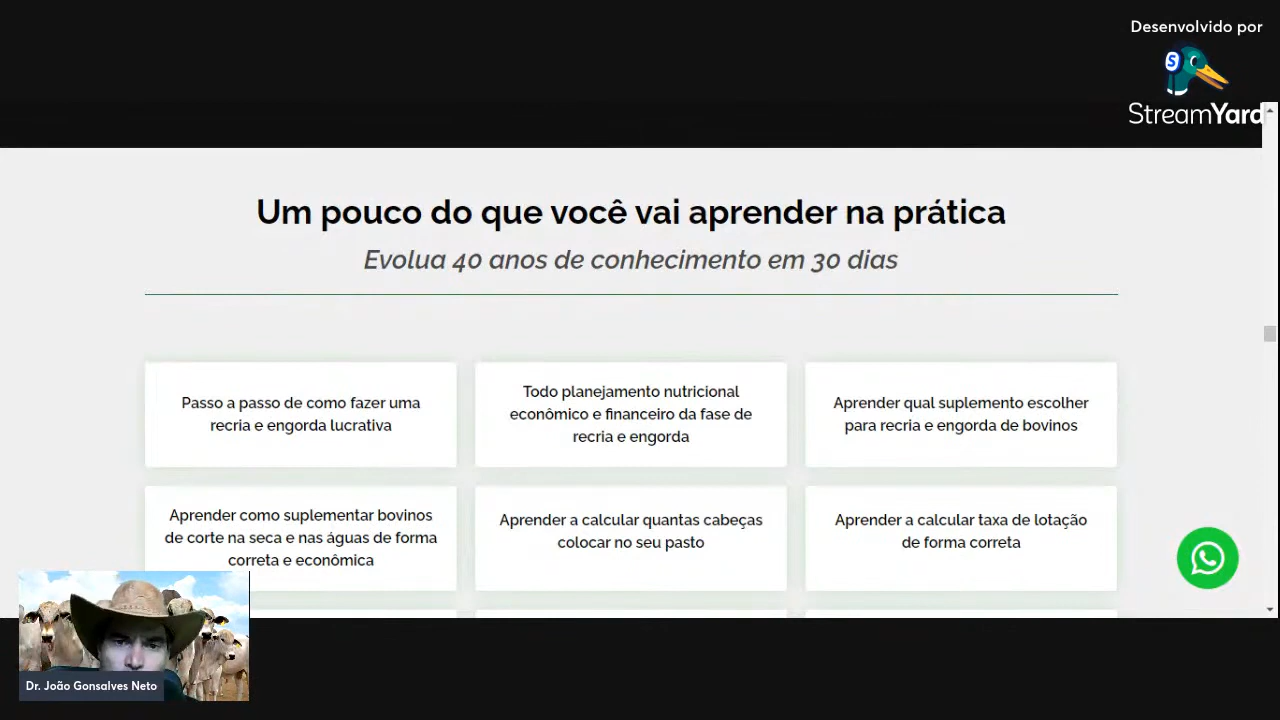 Desenvolvido por
StreamYard
Um pouco do que você vai aprender na prática
Evolua 40 anos de conhecimento em 30 dias
Passo a passo de como fazer uma
recria e engorda lucrativa
Todo planejamento nutricional
econômico e financeiro da fase de
recria e engorda
Aprender qual suplemento escolher
para recria e engorda de bovinos
Aprender como suplementar bovinos
de corte na seca e nas águas de forma
correta e econômica
Aprender a calcular quantas cabeças
colocar no seu pasto
Aprender a calcular taxa de lotação
de forma correta
Dr. João Gonsalves Neto